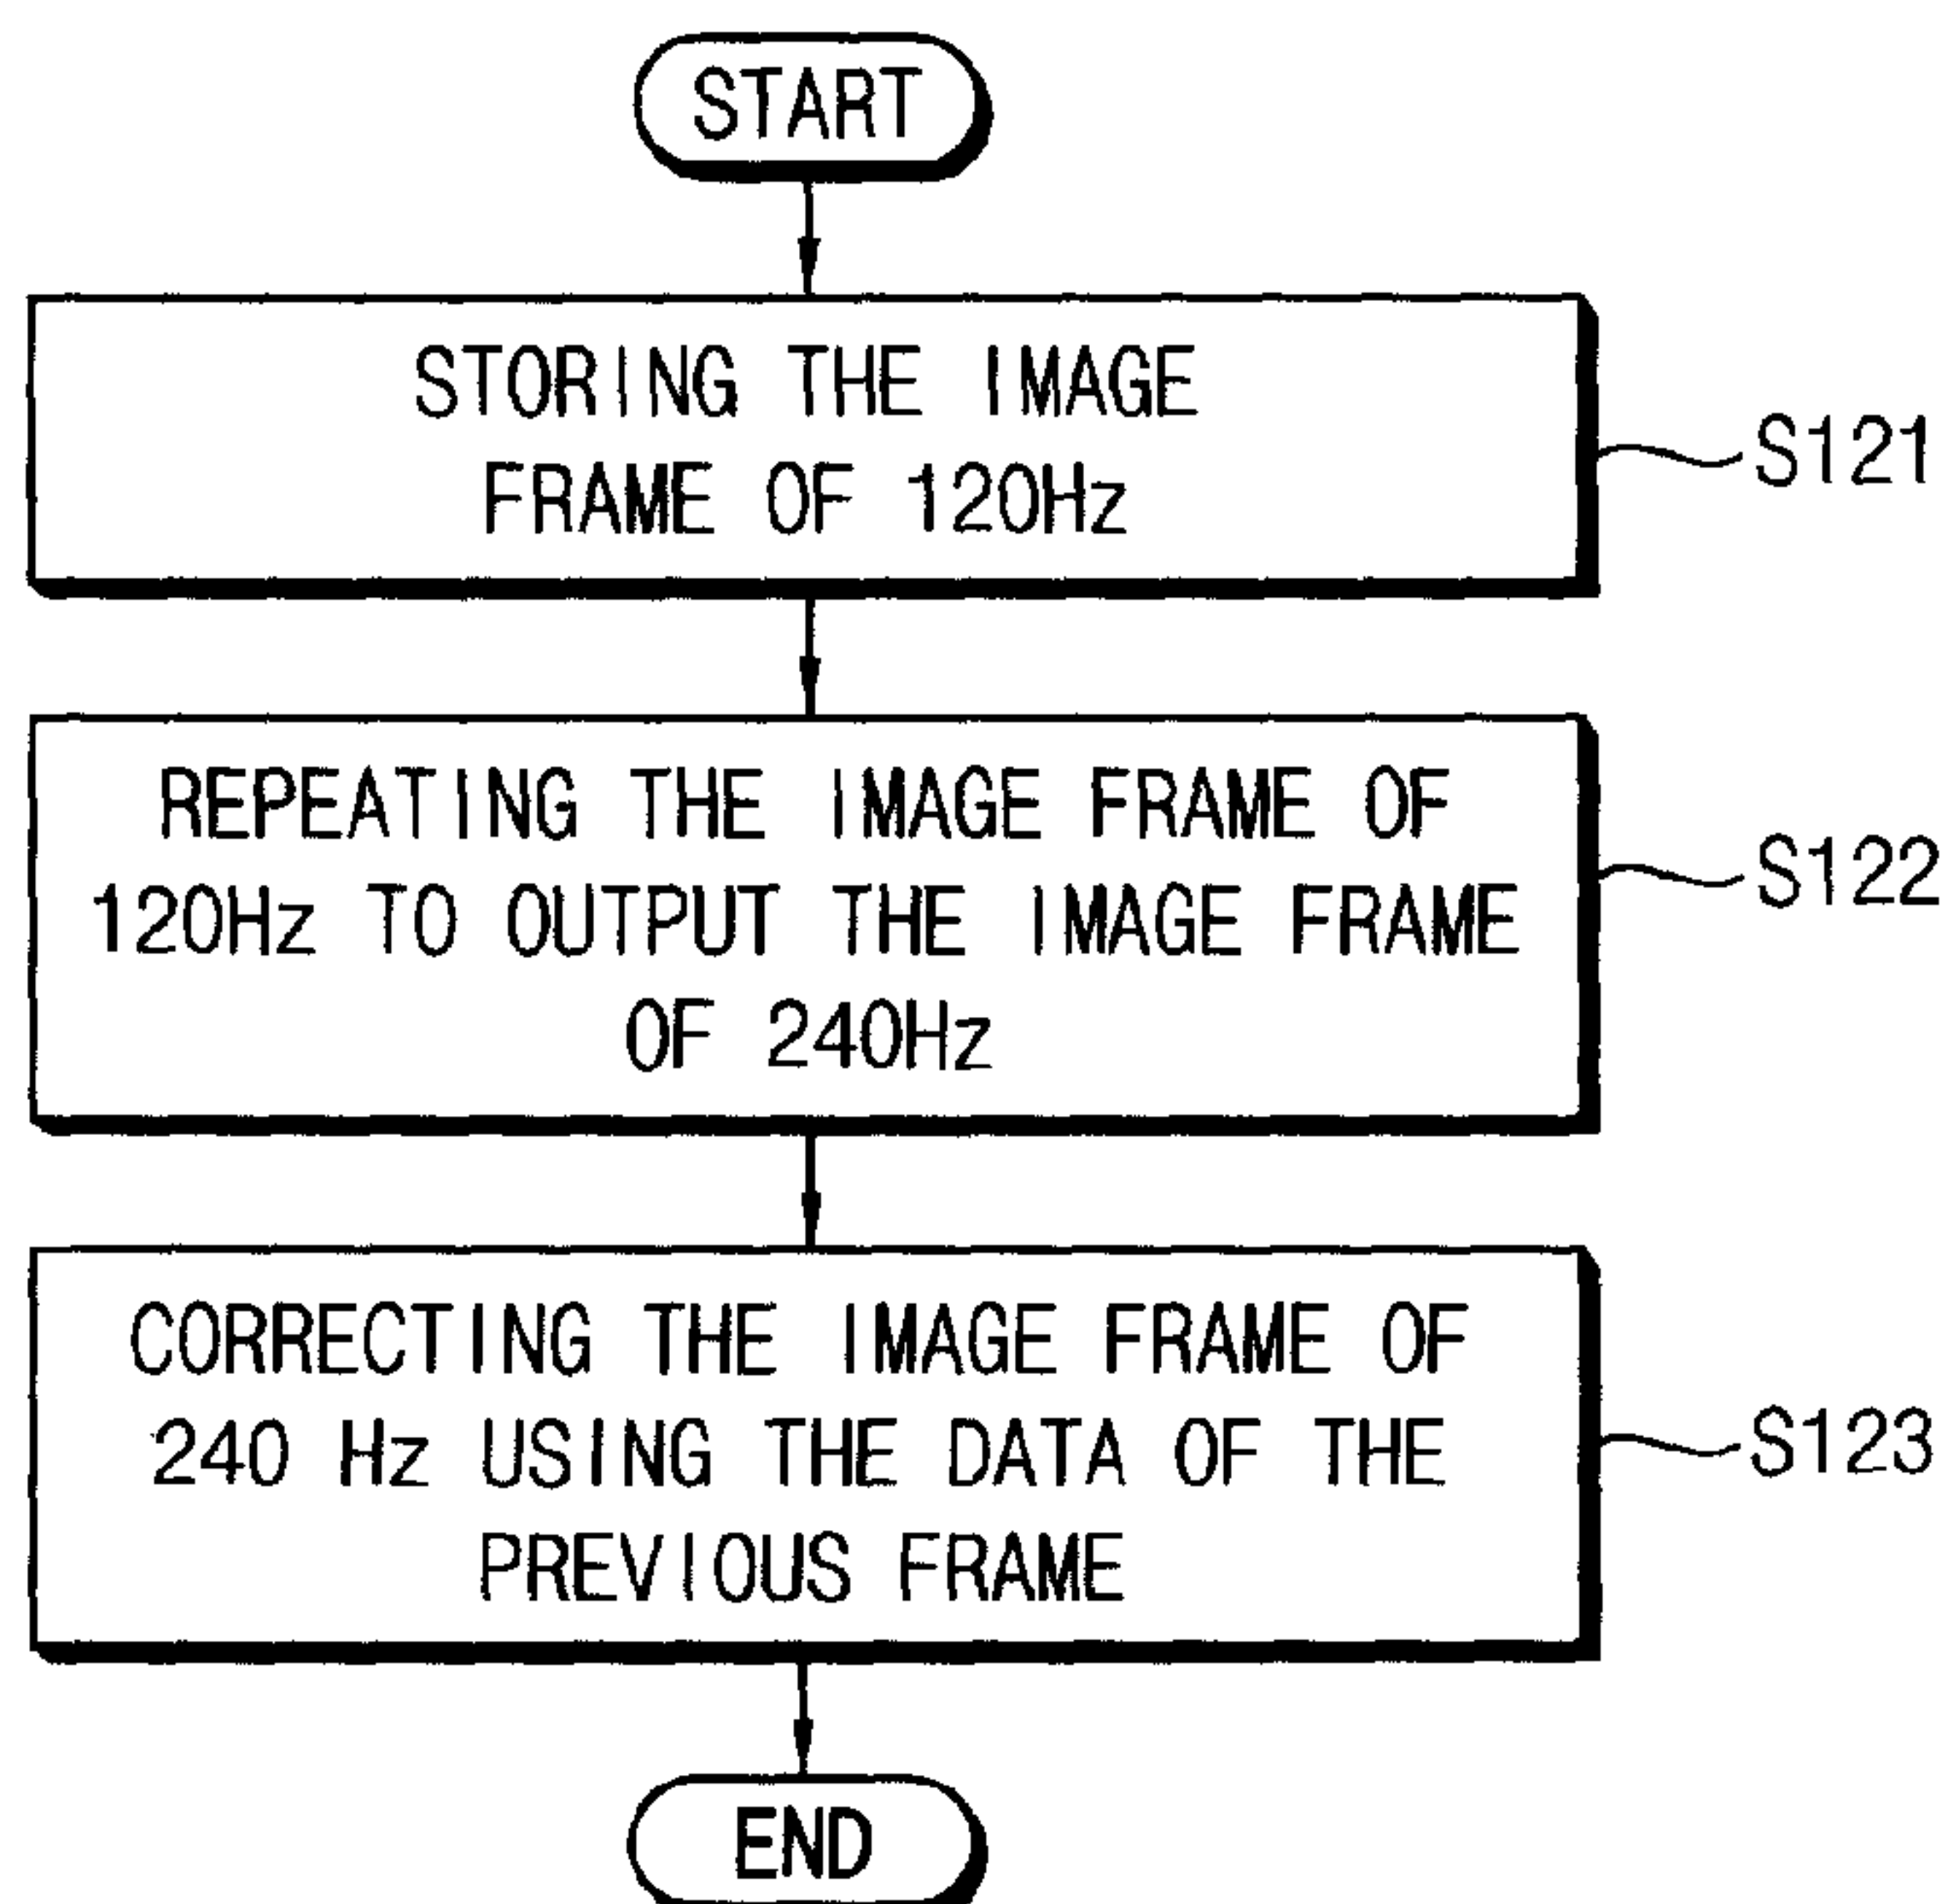 START
STORING THE IMAGE
FRAME OF 120Hz
S121
REPEATING THE IMAGE FRAME OF
120Hz TO OUTPUT THE IMAGE FRAME
OF 240Hz
S122
CORRECTING THE IMAGE FRAME OF
240 Hz USING THE DATA OF THE
PREVIOUS FRAME
S123
END